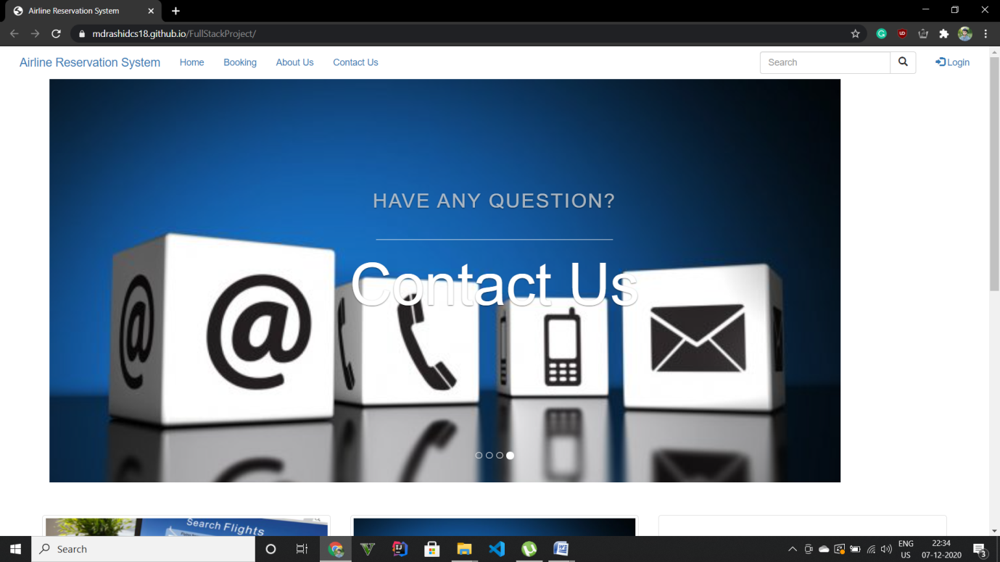 Airline Reservation System
mdrashidcs18.github.io/FullStackProject/
Airline Reservation System Home Booking About Us Contact Us Search Login
HAVE ANY QUESTION?
Contact Us
@ @
Search Flights
Search
ENG
US
22:34
07-12-2020
3